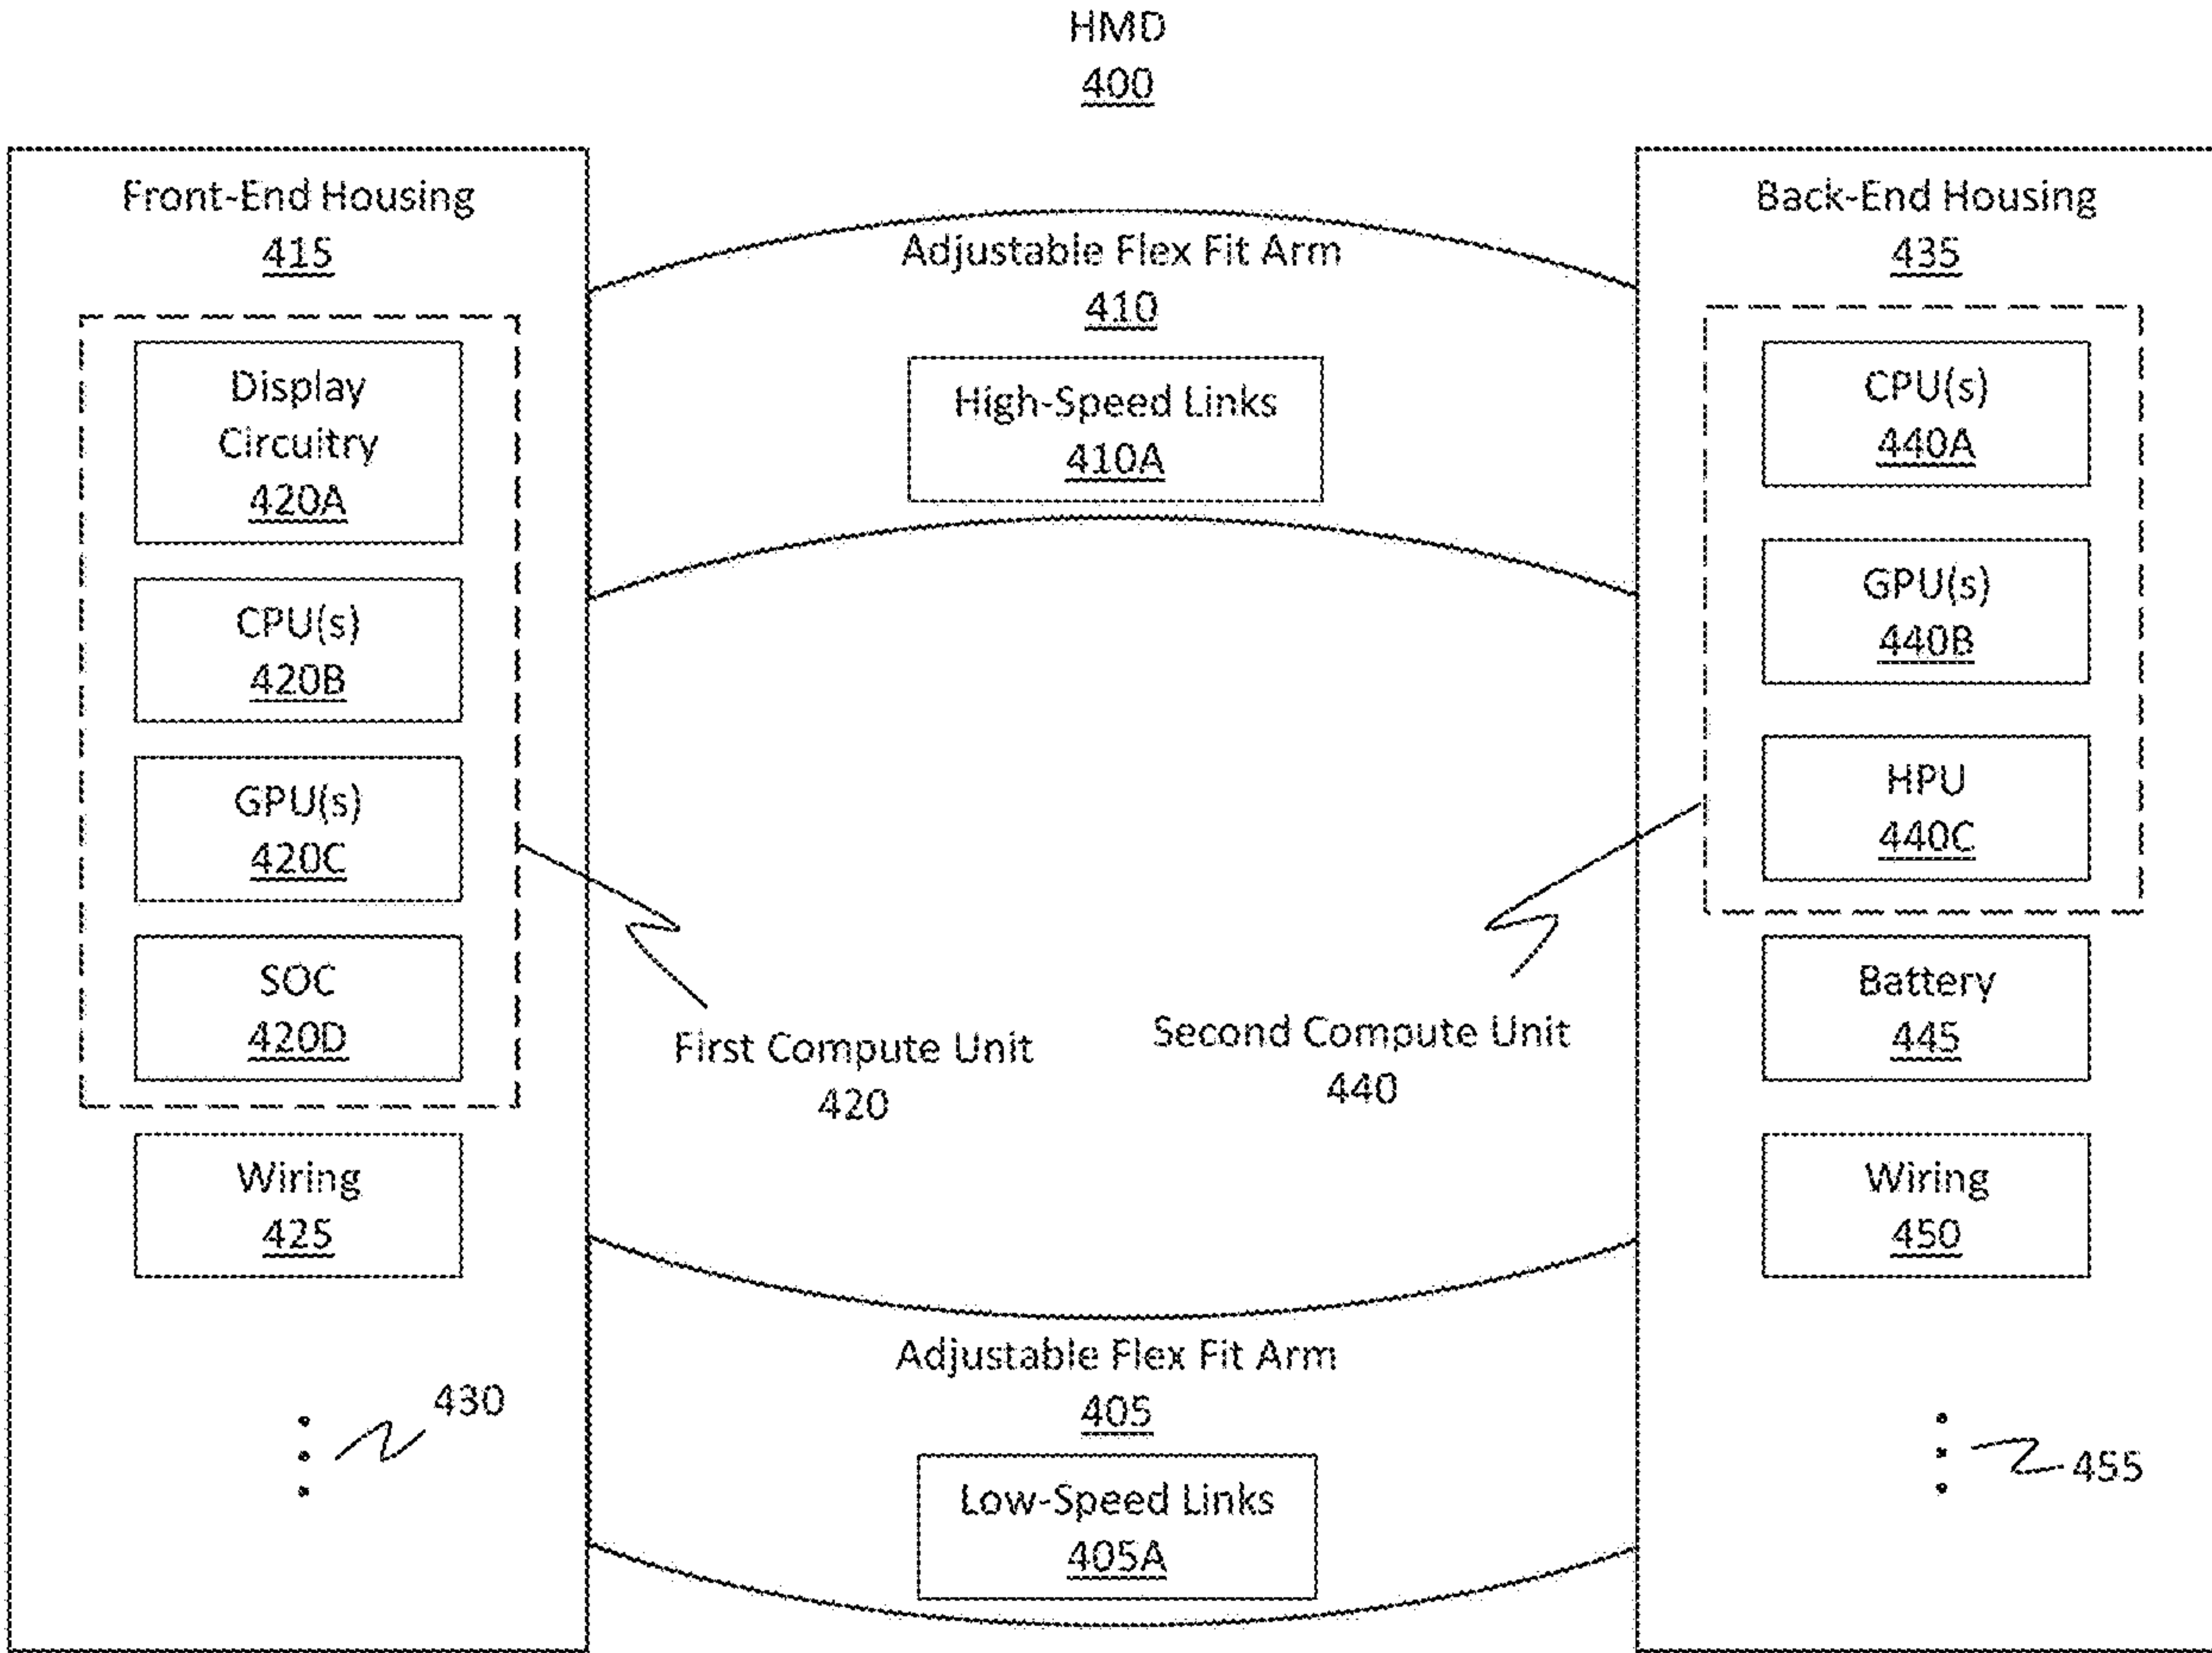 HMD
400
Front-End Housing
415
Display
Circuitry
420A
CPU(s)
420B
GPU(s)
420C
SOC
420D
Wiring
425
430
Adjustable Flex Fit Arm
410
High-Speed Links
410A
First Compute Unit
420
Second Compute Unit
440
Adjustable Flex Fit Arm
405
Low-Speed Links
405A
Back-End Housing
435
CPU(s)
440A
GPU(s)
440B
HPU
440C
Battery
445
Wiring
450
455